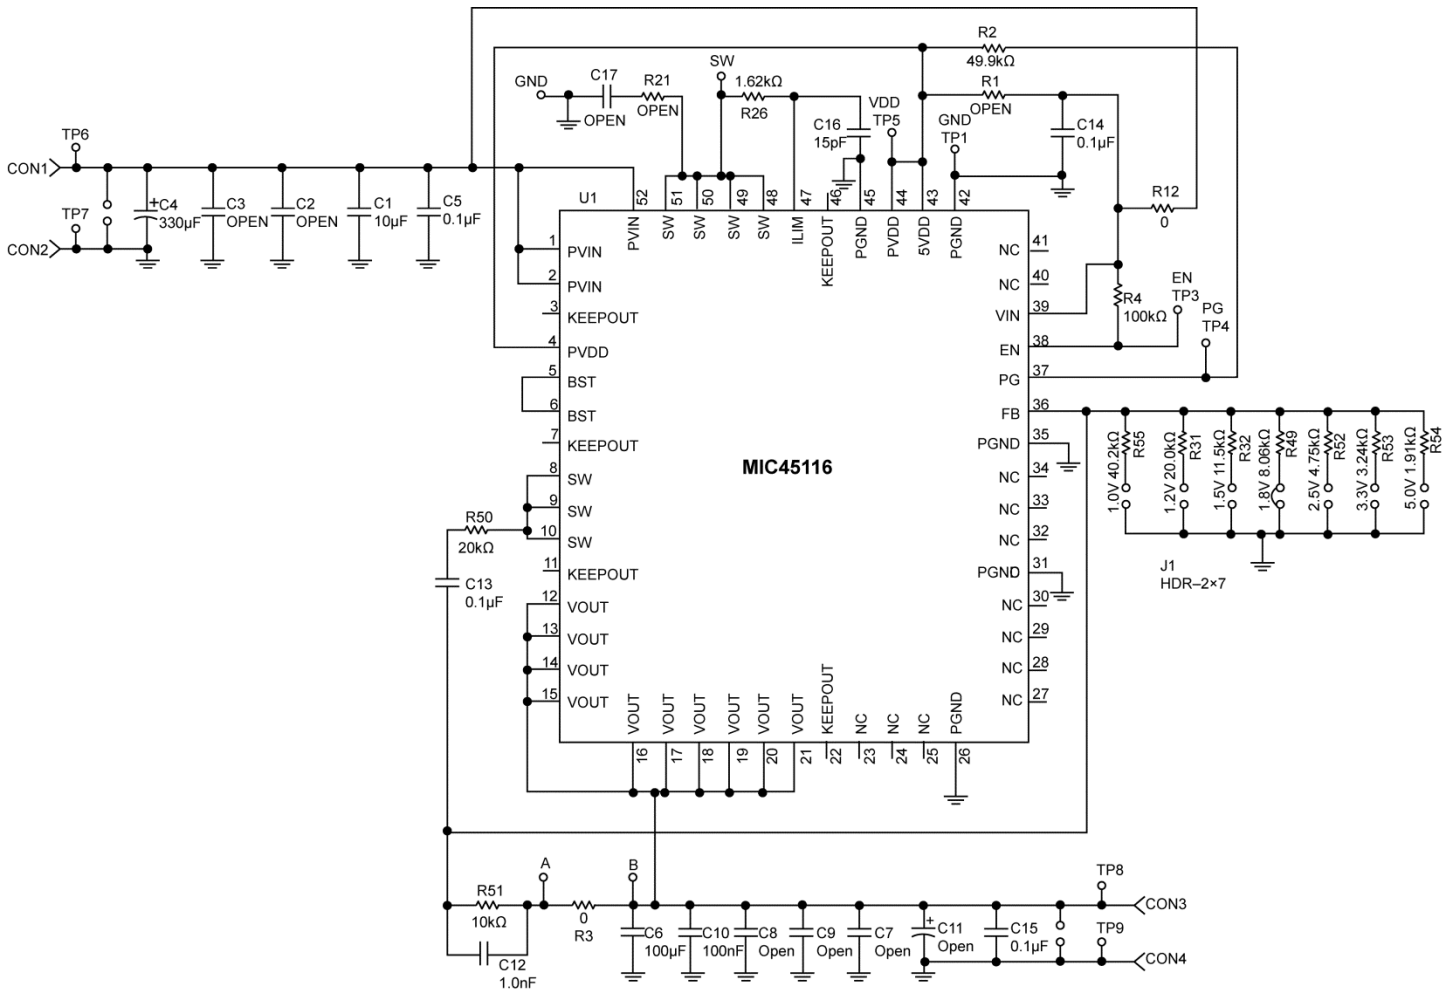 R2
49.9kΩ
SW
C17
R21
1.62kΩ
R1
GND
OPEN
OPEN
R26
VDD
TP5
OPEN
GND
TP1
C16
15pF
C14
0.1µF
TP6
CON1
TP7
CON2
C4
+
330µF
C3
OPEN
C2
OPEN
C1
10µF
C5
0.1µF
U1
52
51
50
49
48
47
46
45
44
43
42
PVIN
SW
SW
SW
SW
ILIM
KEEPOUT
PGND
PVDD
5VDD
PGND
R12
0
1
PVIN
2
PVIN
3
KEEPOUT
4
PVDD
5
BST
6
BST
7
KEEPOUT
8
SW
9
SW
10
SW
11
KEEPOUT
12
VOUT
13
VOUT
14
VOUT
15
VOUT
NC
41
NC
40
VIN
39
EN
38
PG
37
FB
36
PGND
35
NC
34
NC
33
NC
32
PGND
31
NC
30
NC
29
NC
28
NC
27
R4
100kΩ
EN
TP3
PG
TP4
MIC45116
R50
20kΩ
C13
0.1µF
1.0V 40.2kΩ
R55
1.2V 20.0kΩ
R31
1.5V 11.5kΩ
R32
1.8V 8.06kΩ
R49
2.5V 4.75kΩ
R52
3.3V 3.24kΩ
R53
5.0V 1.91kΩ
R54
J1
HDR–2×7
VOUT
VOUT
VOUT
VOUT
VOUT
VOUT
KEEPOUT
NC
NC
NC
PGND
16
17
18
19
20
21
22
23
24
25
26
A
B
R51
10kΩ
0
R3
C12
1.0nF
C6
100µF
C10
100nF
C8
Open
C9
Open
C7
Open
+
C11
Open
C15
0.1µF
TP8
TP9
CON3
CON4